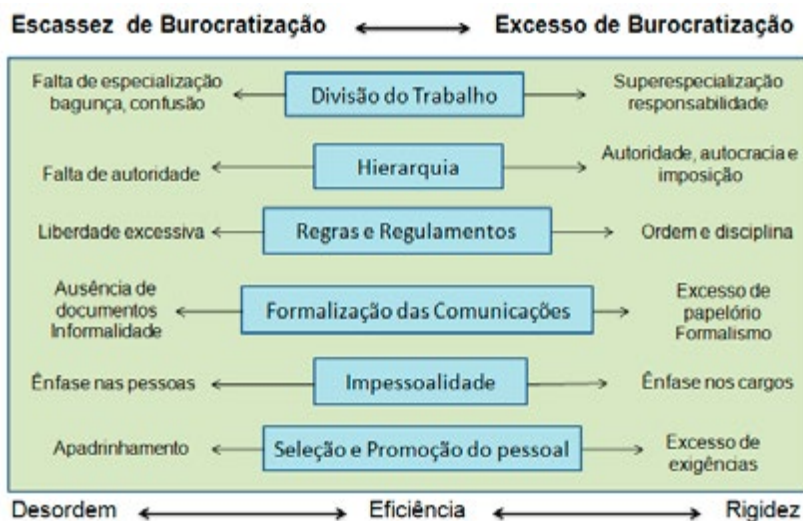 Escassez de Burocratização Excesso de Burocratização
Falta de especialização
bagunça, confusão
Divisão do Trabalho
Superespecialização
responsabilidade
Falta de autoridade
Hierarquia
Autoridade, autocracia e
imposição
Liberdade excessiva
Regras e Regulamentos
Ordem e disciplina
Ausência de
documentos
Informalidade
Formalização das Comunicações
Excesso de
papelório
Formalismo
Ênfase nas pessoas
Impessoalidade
Ênfase nos cargos
Apadrinhamento
Seleção e Promoção do pessoal
Excesso de
exigências
Desordem Eficiência Rigidez